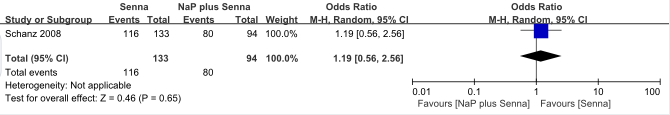 Senna NaP plus Senna Odds Ratio Odds Ratio
Study or Subgroup Events Total Events Total Weight M-H, Random, 95% CI M-H, Random, 95% CI
Schanz 2008 116 133 80 94 100.0% 1.19 [0.56, 2.56]
Total (95% CI) 133 94 100.0% 1.19 [0.56, 2.56]
Total events 116 80
Heterogeneity: Not applicable
Test for overall effect: Z = 0.46 (P = 0.65)
0.01 0.1 1 10 100
Favours [NaP plus Senna] Favours [Senna]